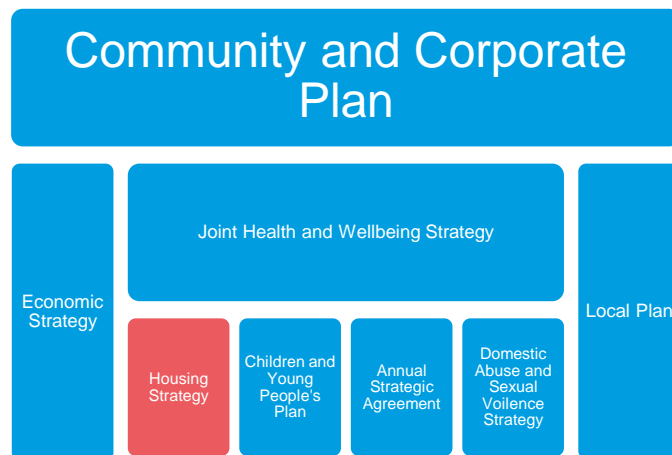 Community and Corporate
Plan
Joint Health and Wellbeing Strategy
Economic
Strategy
Local Plan
Housing
Strategy
Children and
Young
People's
Plan
Annual
Strategic
Agreement
Domestic
Abuse and
Sexual
Voilence
Strategy